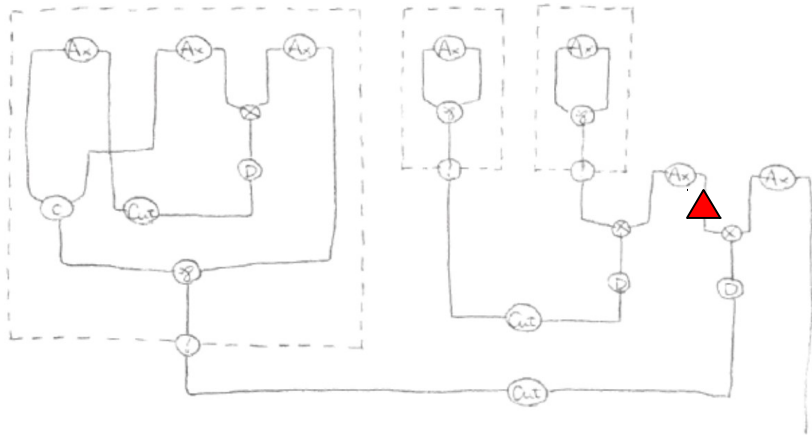 Ax Ax Ax Ax Ax
⊗ ⅋ ⅋
D ! ! Ax Ax
C Cut
⊗ ⊗
⅋ D D
Cut
!
Cut